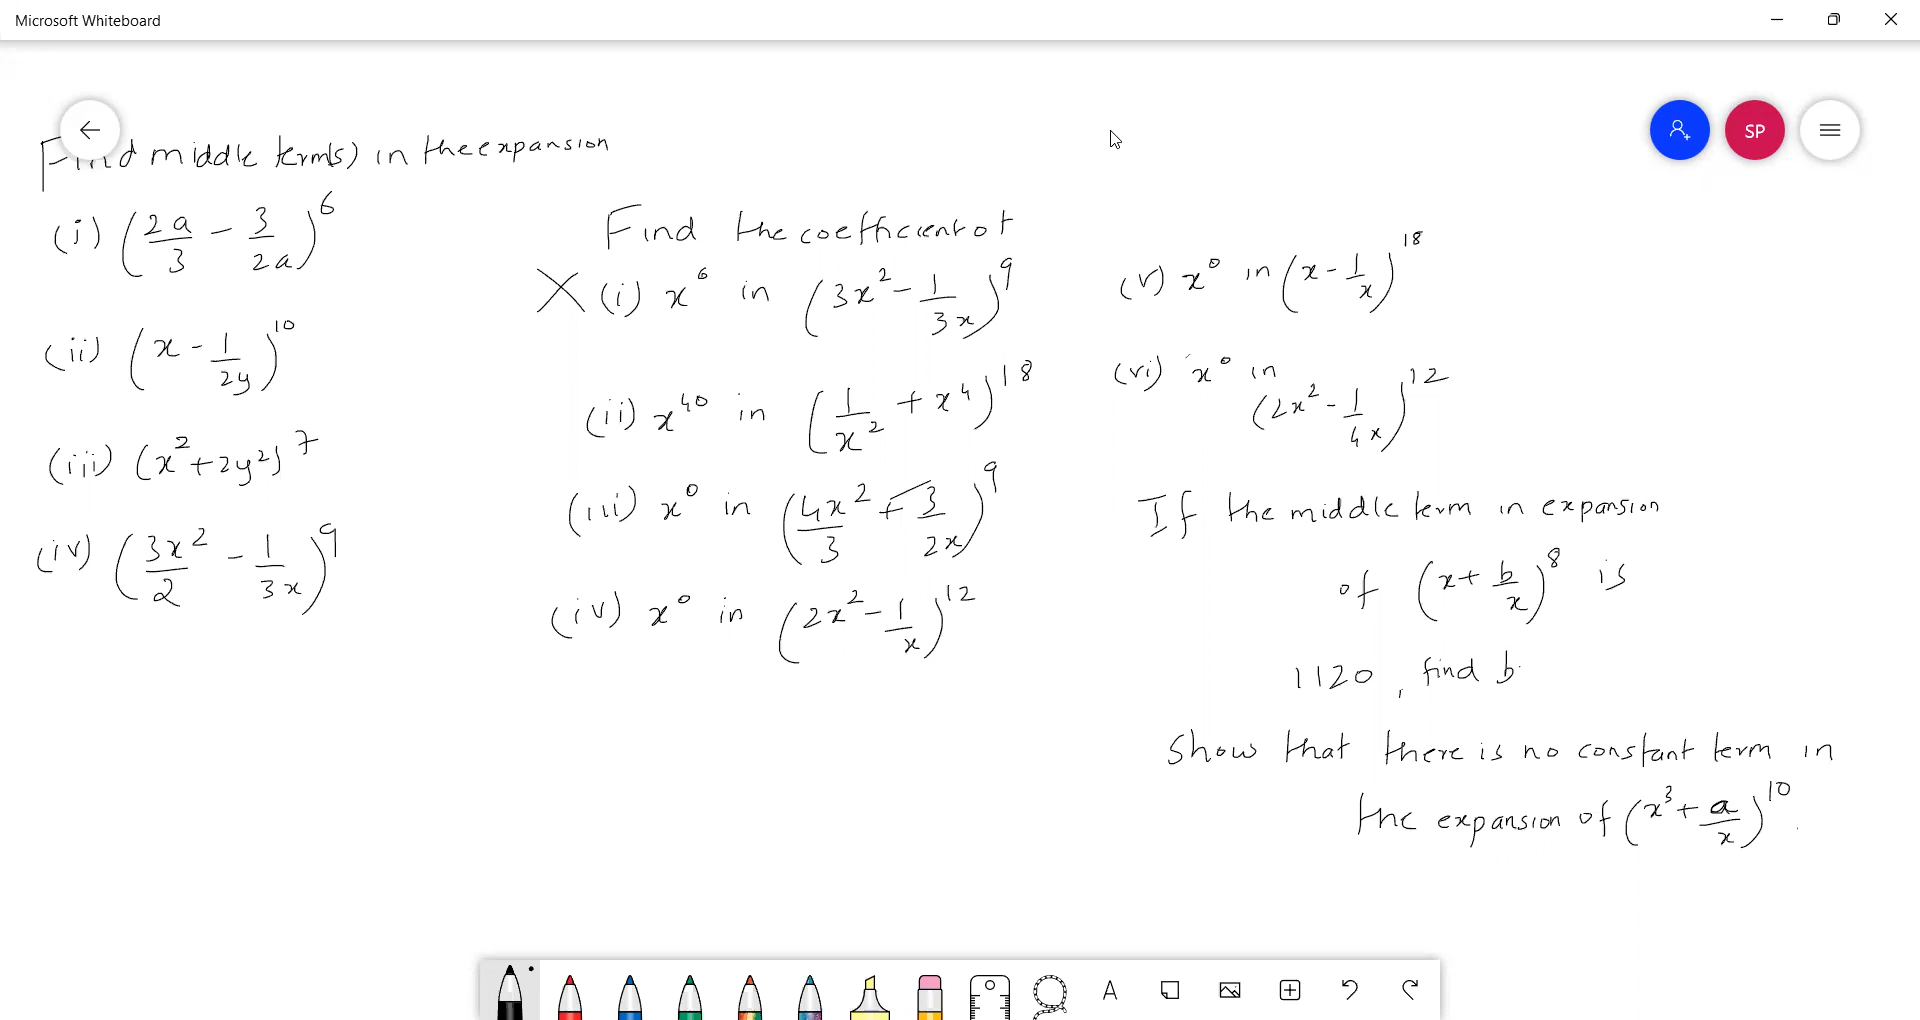 Microsoft Whiteboard
SP
Find middle term(s) in the expansion
(i) (2a/3 - 3/2a)^6
(ii) (x - 1/2y)^10
(iii) (x^2 + 2y^2)^7
(iv) (3x^2/2 - 1/3x)^9
Find the coefficient of
X (i) x^6 in (3x^2 - 1/3x)^9
(ii) x^40 in (1/x^2 + x^4)^18
(iii) x^0 in (4x^2/3 - 3/2x)^9
(iv) x^0 in (2x^2 - 1/x)^12
(v) x^0 in (x - 1/x)^18
(vi) x^0 in
(2x^2 - 1/4x)^12
If the middle term in expansion
of (x + b/x)^8 is
1120, find b.
Show that there is no constant term in
the expansion of (x^3 + a/x)^10.
A